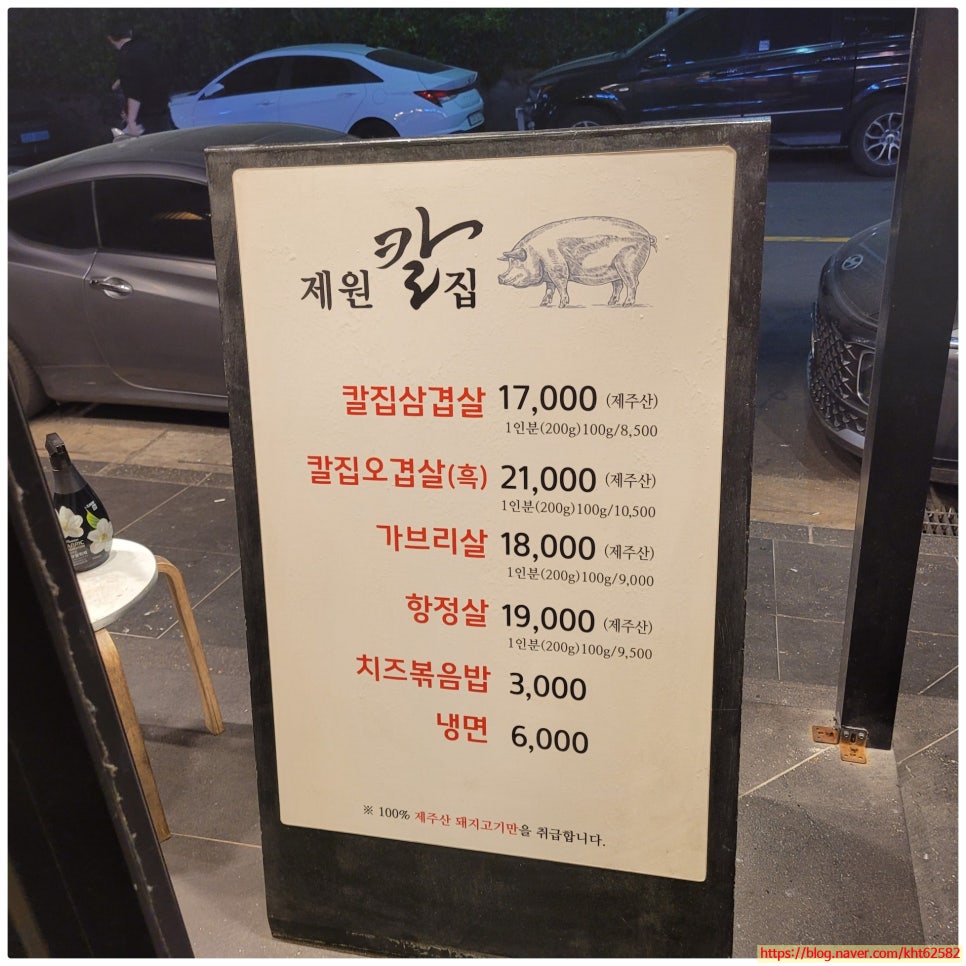 제원칼집
칼집삼겹살 17,000 (제주산)
1인분(200g)100g/8,500
칼집오겹살(흑) 21,000 (제주산)
1인분(200g)100g/10,500
가브리살 18,000 (제주산)
1인분(200g)100g/9,000
항정살 19,000 (제주산)
1인분(200g)100g/9,500
치즈볶음밥 3,000
냉면 6,000
※ 100% 제주산 돼지고기만을 취급합니다.
https://blog.naver.com/kht62582